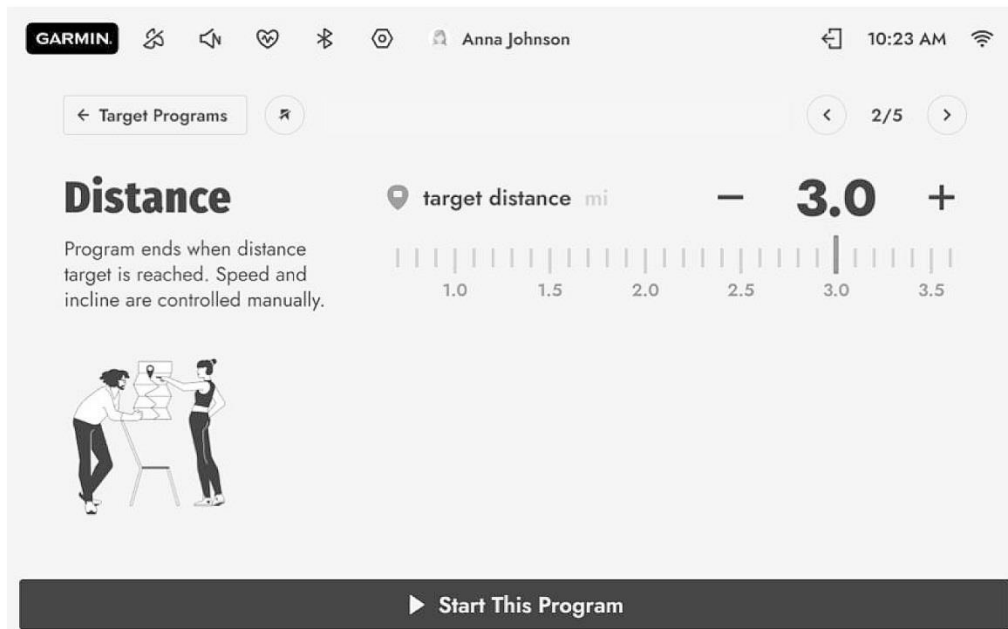 GARMIN. Anna Johnson 10:23 AM
Target Programs 2/5
Distance
target distance mi 3.0
Program ends when distance
target is reached. Speed and
incline are controlled manually.
1.0 1.5 2.0 2.5 3.0 3.5
Start This Program